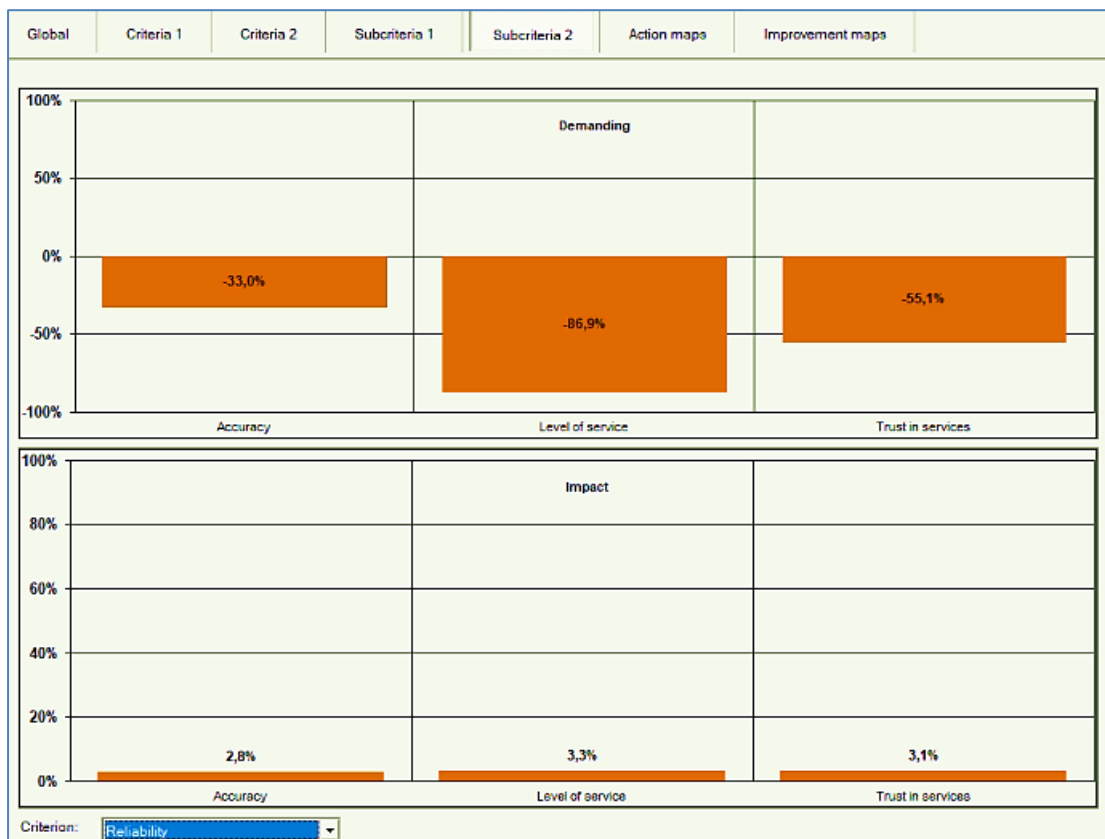 Global Criteria 1 Criteria 2 Subcriteria 1 Subcriteria 2 Action maps Improvement maps
100%
Demanding
50%
0%
-33,0%
-55,1%
-86,9%
-50%
-100%
Accuracy Level of service Trust in services
100%
Impact
80%
60%
40%
20%
2,8% 3,3% 3,1%
0%
Accuracy Level of service Trust in services
Criterion: Reliability